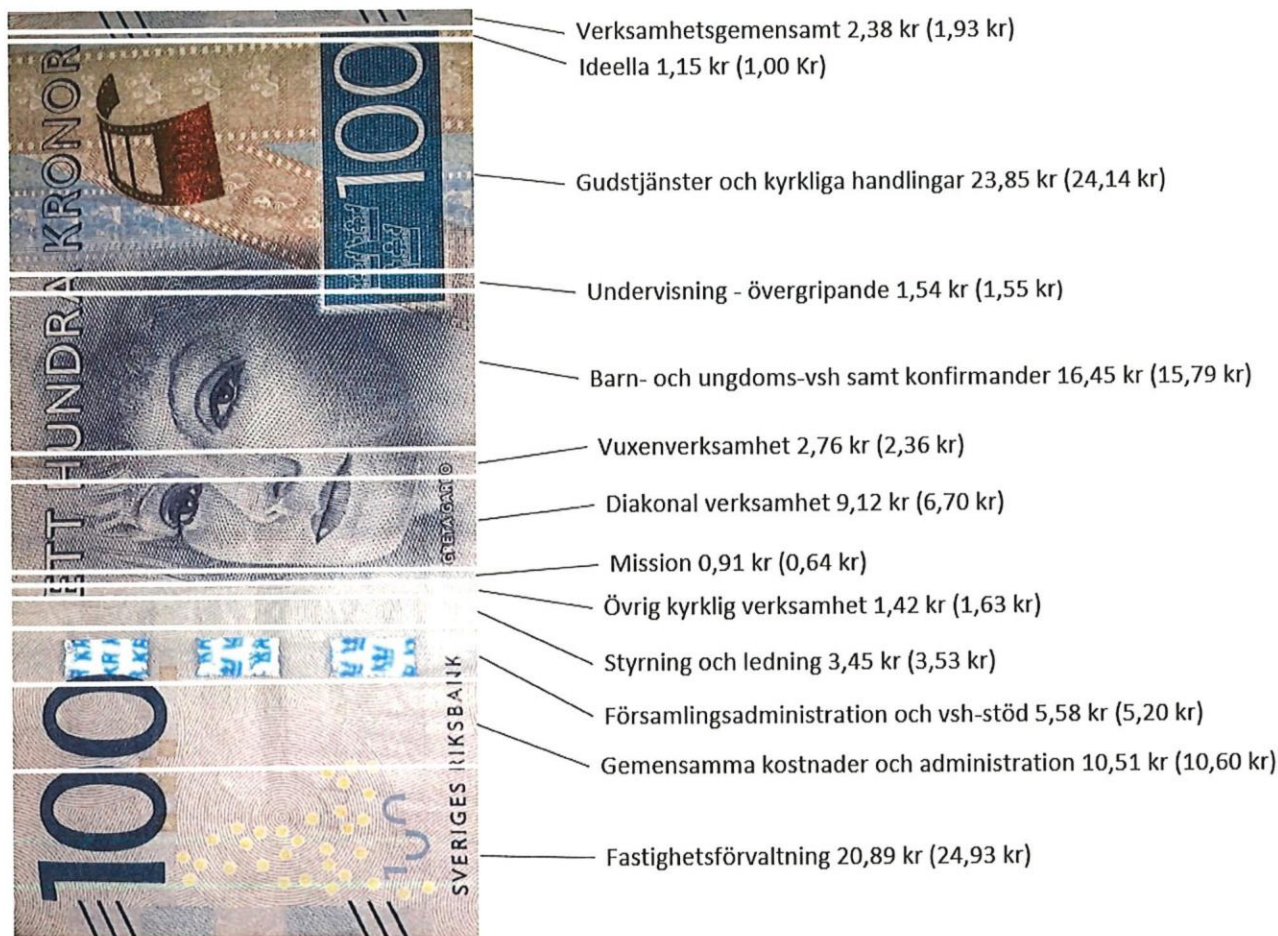 Verksamhetsgemensamt 2,38 kr (1,93 kr)
Ideella 1,15 kr (1,00 Kr)
Gudstjänster och kyrkliga handlingar 23,85 kr (24,14 kr)
Undervisning - övergripande 1,54 kr (1,55 kr)
Barn- och ungdoms-vsh samt konfirmander 16,45 kr (15,79 kr)
Vuxenverksamhet 2,76 kr (2,36 kr)
Diakonal verksamhet 9,12 kr (6,70 kr)
Mission 0,91 kr (0,64 kr)
Övrig kyrklig verksamhet 1,42 kr (1,63 kr)
Styrning och ledning 3,45 kr (3,53 kr)
Församlingsadministration och vsh-stöd 5,58 kr (5,20 kr)
Gemensamma kostnader och administration 10,51 kr (10,60 kr)
Fastighetsförvaltning 20,89 kr (24,93 kr)
ETT HUNDRA KRONOR
100
GRETA GARBO
KR KR KR
100
SVERIGES RIKSBANK
100